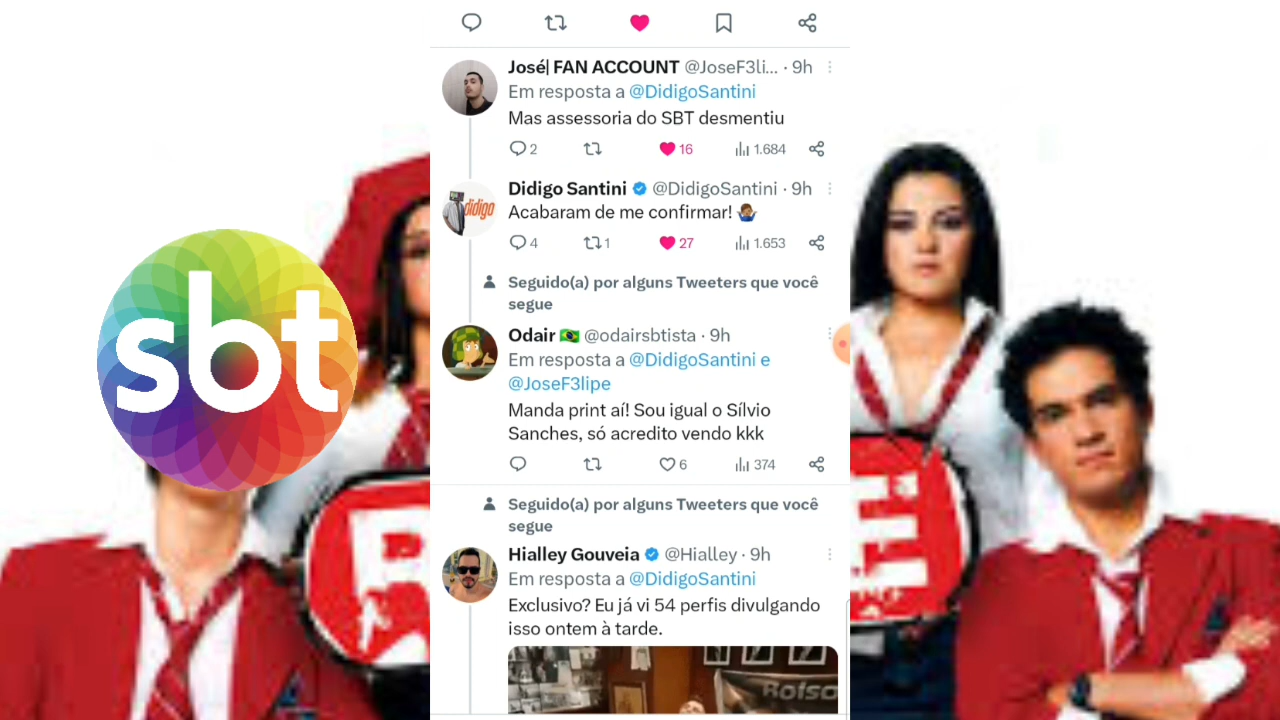 José| FAN ACCOUNT @JoseF3li... · 9h
Em resposta a @DidigoSantini
Mas assessoria do SBT desmentiu
2 16 1.684
Didigo Santini @DidigoSantini · 9h
didigo
Acabaram de me confirmar! 🤷🏾‍♂️
4 1 27 1.653
Seguido(a) por alguns Tweeters que você
segue
Odair 🇧🇷 @odairsbtista · 9h
Em resposta a @DidigoSantini e
@JoseF3lipe
Manda print aí! Sou igual o Sílvio
Sanches, só acredito vendo kkk
6 374
Seguido(a) por alguns Tweeters que você
segue
Hialley Gouveia @Hialley · 9h
Em resposta a @DidigoSantini
Exclusivo? Eu já vi 54 perfis divulgando
isso ontem à tarde.
Bolso
sbt
R
E